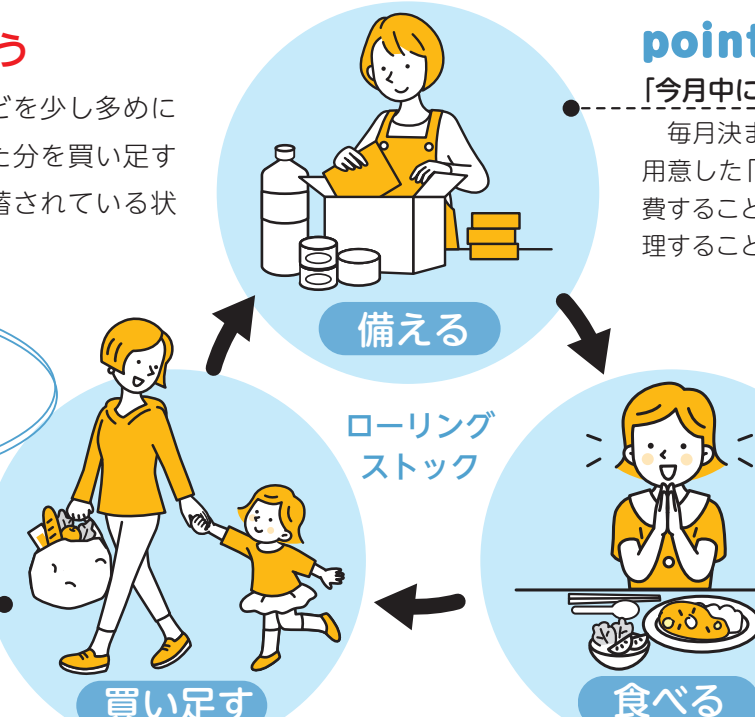 う
どを少し多めに
た分を買い足す
蓄されている状
point
「今月中に
毎月決ま
用意した「
費すること
理すること
備える
ローリング
ストック
買い足す
食べる